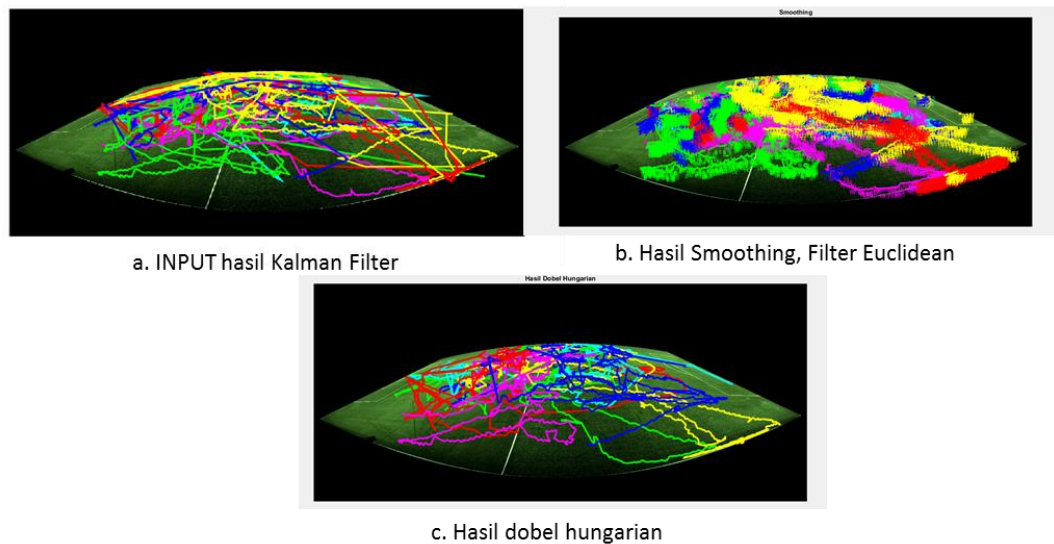 Smoothing
a. INPUT hasil Kalman Filter
b. Hasil Smoothing, Filter Euclidean
Hasil Dobel Hungarian
c. Hasil dobel hungarian